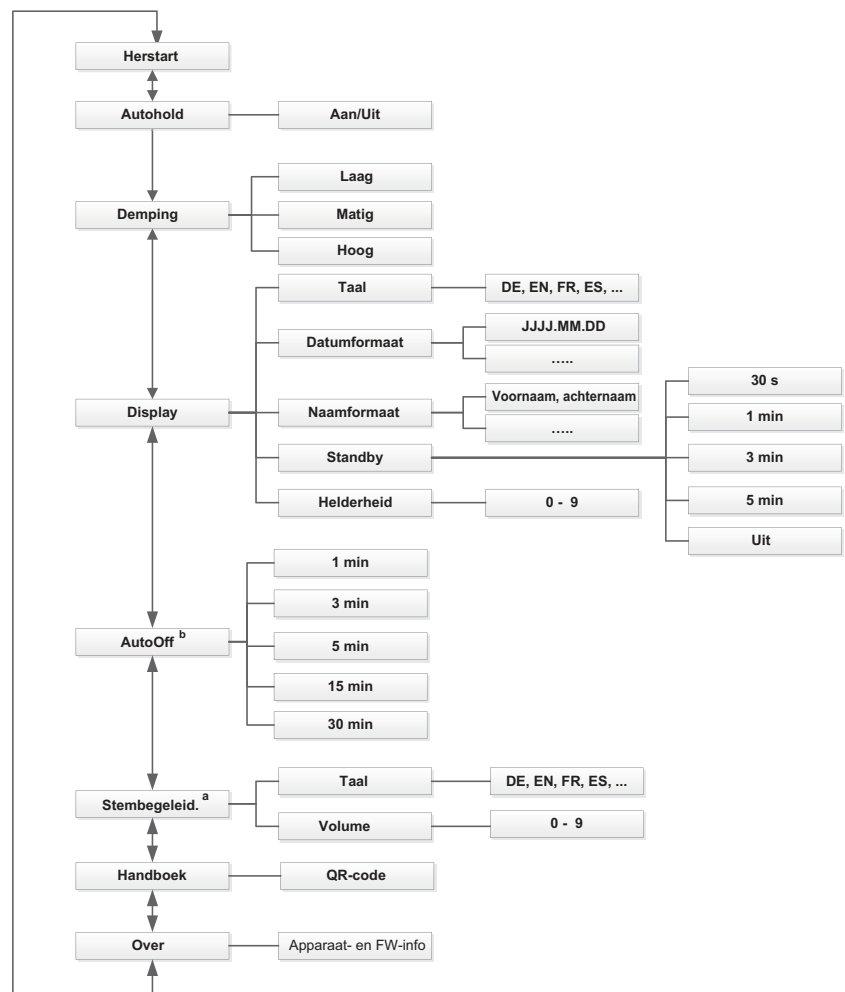 Herstart
Autohold
Aan/Uit
Demping
Laag
Matig
Hoog
Display
Taal
DE, EN, FR, ES, ...
Datumformaat
JJJJ.MM.DD
.....
Naamformaat
Voornaam, achternaam
.....
Standby
30 s
1 min
3 min
5 min
Uit
Helderheid
0 - 9
AutoOff b
1 min
3 min
5 min
15 min
30 min
Stembegeleid. a
Taal
DE, EN, FR, ES, ...
Volume
0 - 9
Handboek
QR-code
Over
Apparaat- en FW-info